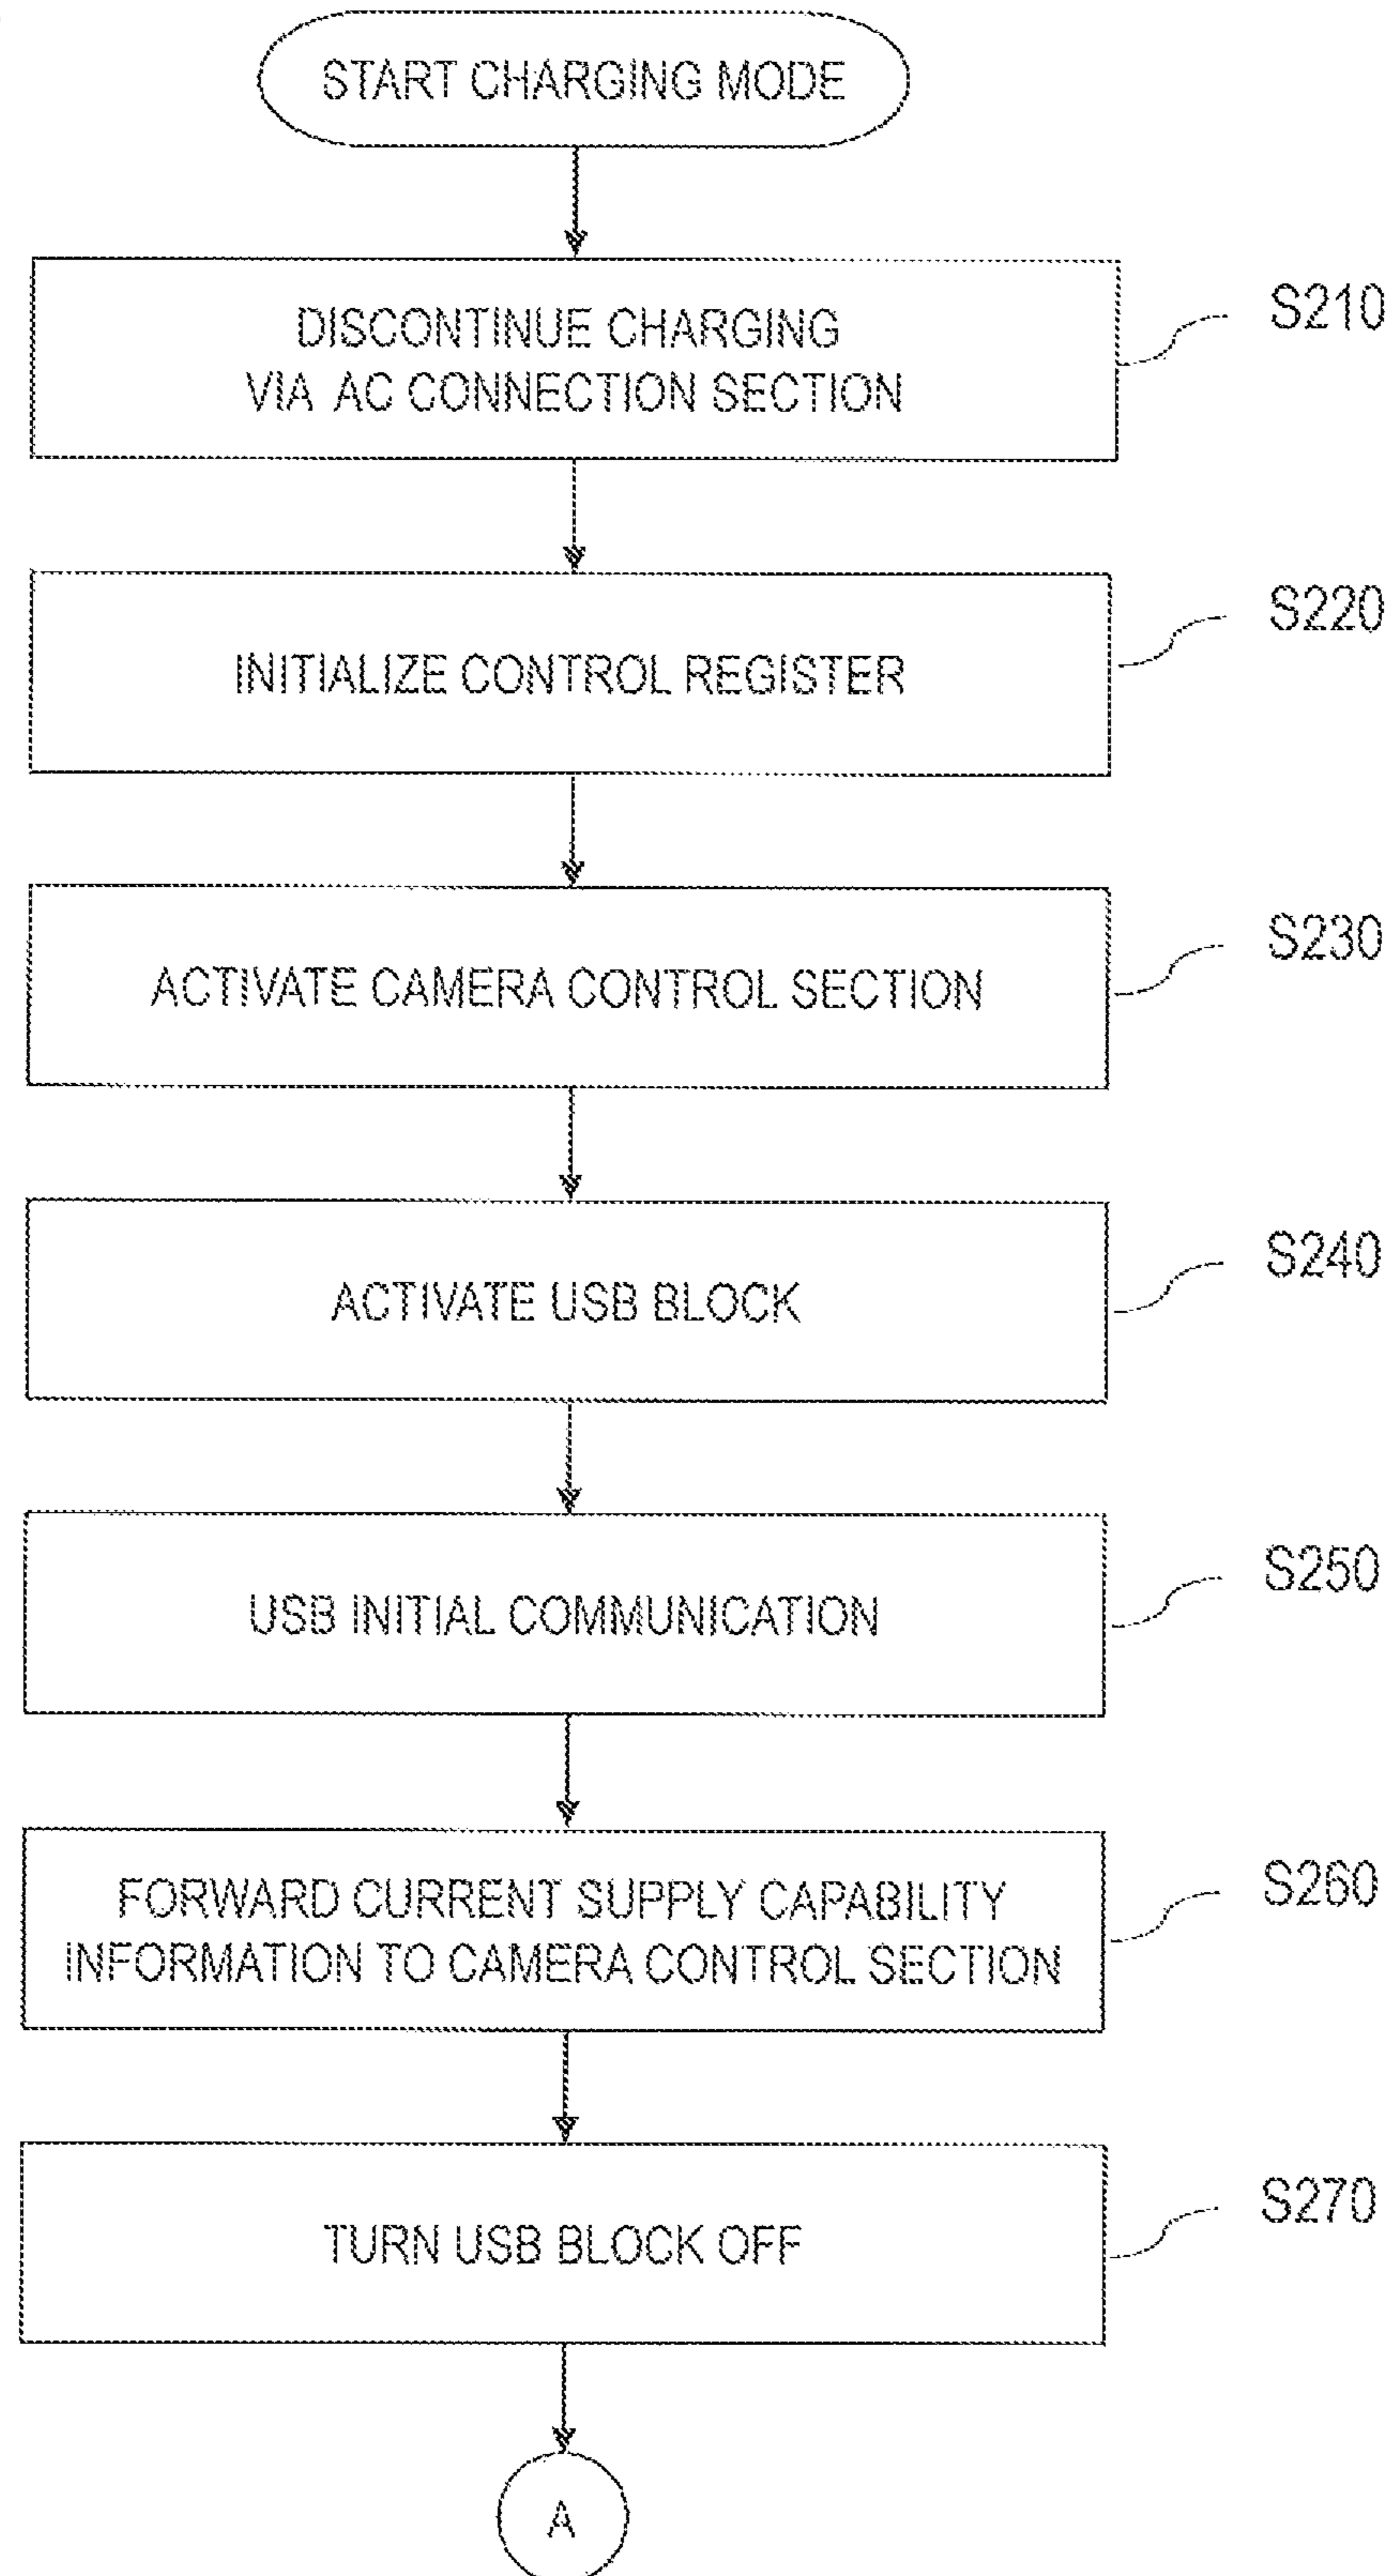 START CHARGING MODE
DISCONTINUE CHARGING
VIA AC CONNECTION SECTION
S210
INITIALIZE CONTROL REGISTER
S220
ACTIVATE CAMERA CONTROL SECTION
S230
ACTIVATE USB BLOCK
S240
USB INITIAL COMMUNICATION
S250
FORWARD CURRENT SUPPLY CAPABILITY
INFORMATION TO CAMERA CONTROL SECTION
S260
TURN USB BLOCK OFF
S270
A